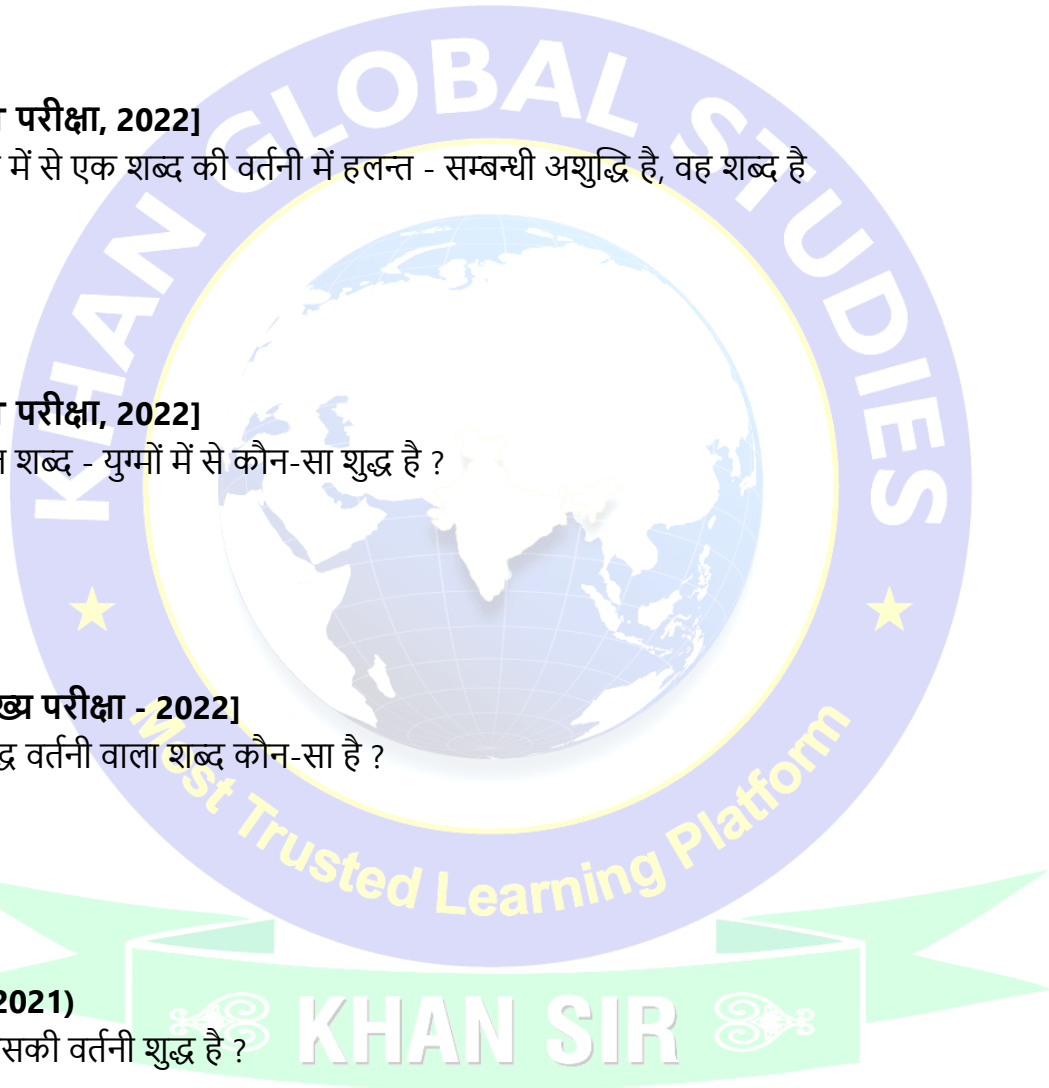 परीक्षा, 2022]
में से एक शब्द की वर्तनी में हलन्त - सम्बन्धी अशुद्धि है, वह शब्द है
परीक्षा, 2022]
शब्द - युग्मों में से कौन-सा शुद्ध है ?
परीक्षा - 2022]
वर्तनी वाला शब्द कौन-सा है ?
2021)
वर्तनी शुद्ध है ?
KHAN GLOBAL STUDIES
Most Trusted Learning Platform
KHAN SIR